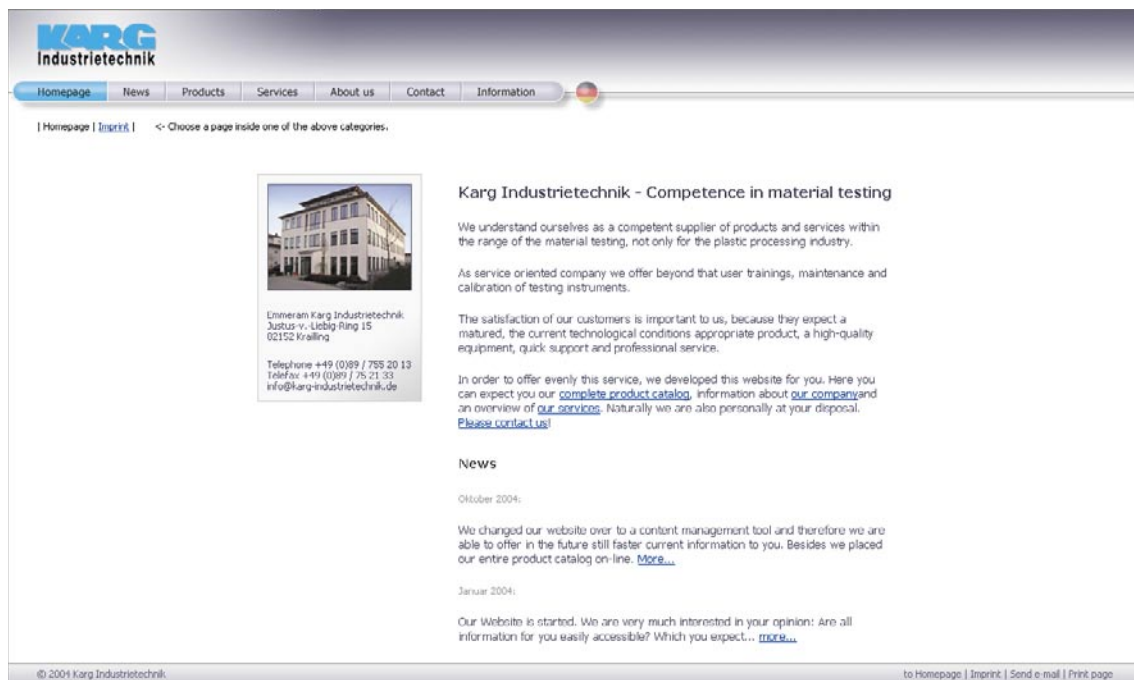 KARG
Industrietechnik
Homepage News Products Services About us Contact Information
| Homepage | Imprint | <- Choose a page inside one of the above categories.
Emmeram Karg Industrietechnik
Justus-v.-Liebig-Ring 15
82152 Krailling
Telephone +49 (0)89 / 755 20 13
Telefax +49 (0)89 / 75 21 33
info@karg-industrietechnik.de
Karg Industrietechnik - Competence in material testing
We understand ourselves as a competent supplier of products and services within
the range of the material testing, not only for the plastic processing industry.
As service oriented company we offer beyond that user trainings, maintenance and
calibration of testing instruments.
The satisfaction of our customers is important to us, because they expect a
matured, the current technological conditions appropriate product, a high-quality
equipment, quick support and professional service.
In order to offer evenly this service, we developed this website for you. Here you
can expect you our complete product catalog, information about our companyand
an overview of our services. Naturally we are also personally at your disposal.
Please contact us!
News
Oktober 2004:
We changed our website over to a content management tool and therefore we are
able to offer in the future still faster current information to you. Besides we placed
our entire product catalog on-line. More...
Januar 2004:
Our Website is started. We are very much interested in your opinion: Are all
information for you easily accessible? Which you expect... more...
© 2004 Karg Industrietechnik
to Homepage | Imprint | Send e-mail | Print page